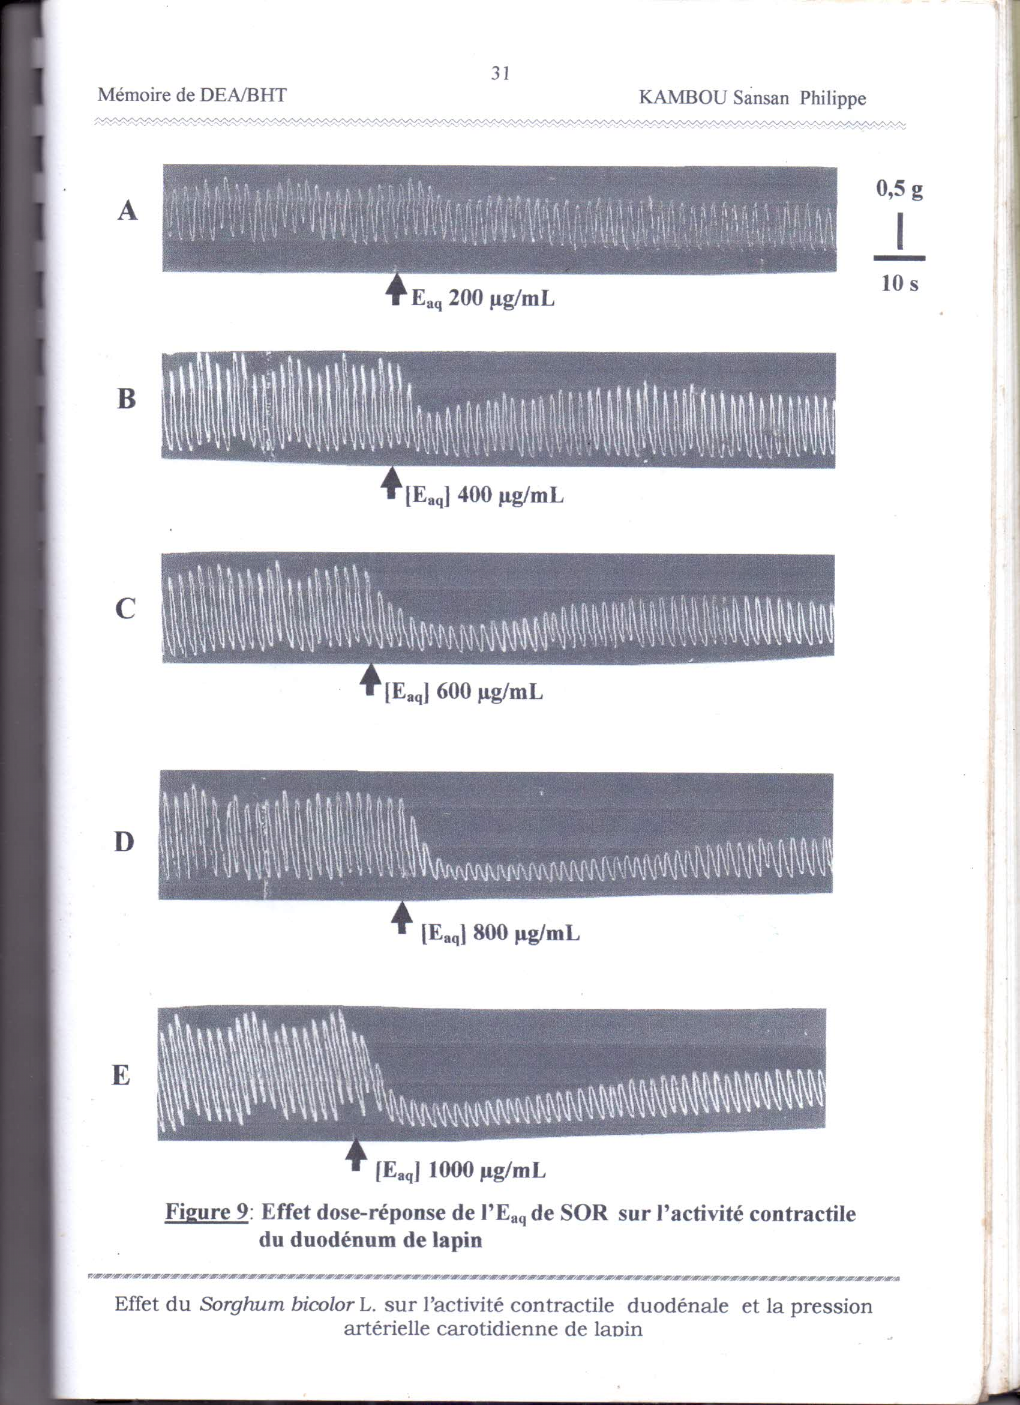 31
Mémoire de DEA/BHT
KAMBOU Sansan Philippe
A
0,5 g
10 s
Eaq 200 µg/mL
B
[Eaq] 400 µg/mL
C
[Eaq] 600 µg/mL
D
[Eaq] 800 µg/mL
E
[Eaq] 1000 µg/mL
Figure 9: Effet dose-réponse de l'Eaq de SOR sur l'activité contractile
du duodénum de lapin
Effet du Sorghum bicolor L. sur l'activité contractile duodénale et la pression
artérielle carotidienne de lapin